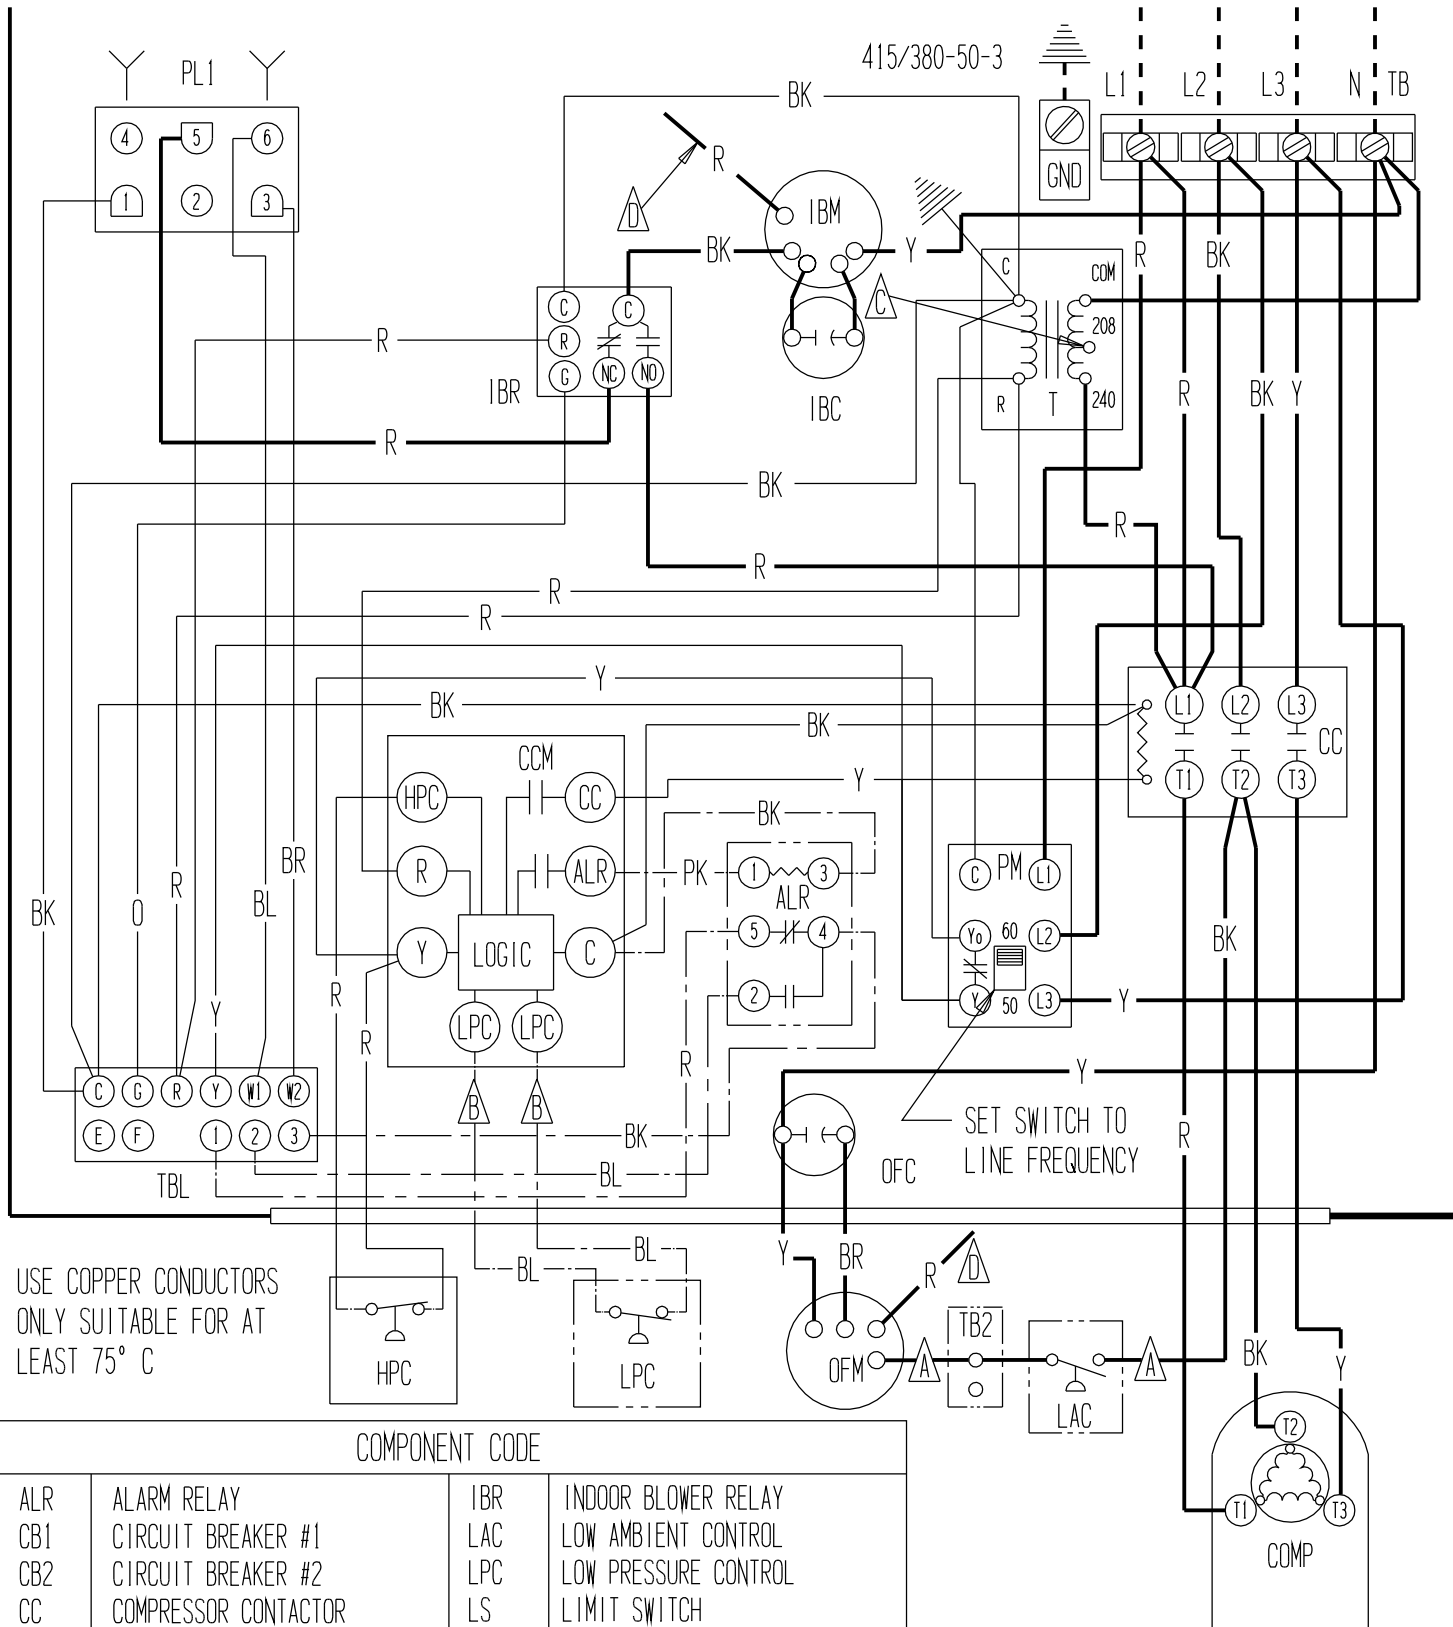 415/380-50-3
L1 L2 L3 N TB
PL1
4 5 6
1 2 3
GND
BK
R
D
IBM
BK
Y
C
R
BK
C
COM
208
240
R
T
C
R
G
C
NC
NO
IBR
IBC
R
R
R
BK
Y
BK
R
R
R
R
Y
BK
BK
Y
L1 L2 L3
T1 T2 T3
CC
CCM
HPC
CC
R
ALR
Y
LOGIC
C
LPC
LPC
BK
PK
1
3
ALR
5
4
2
PM
C
L1
Yo
60
L2
Y
50
L3
BK
Y
BK
O
R
Y
BL
BR
R
R
R
B
B
C G R Y W1 W2
E F 1 2 3
TBL
BK
BL
Y
SET SWITCH TO
LINE FREQUENCY
R
OFC
Y
BR
R
D
BL
BL
USE COPPER CONDUCTORS
ONLY SUITABLE FOR AT
LEAST 75° C
HPC
LPC
OFM
A
TB2
LAC
A
BK
Y
T2
T1
T3
COMP
COMPONENT CODE
ALR ALARM RELAY IBR INDOOR BLOWER RELAY
CB1 CIRCUIT BREAKER #1 LAC LOW AMBIENT CONTROL
CB2 CIRCUIT BREAKER #2 LPC LOW PRESSURE CONTROL
CC COMPRESSOR CONTACTOR LS LIMIT SWITCH